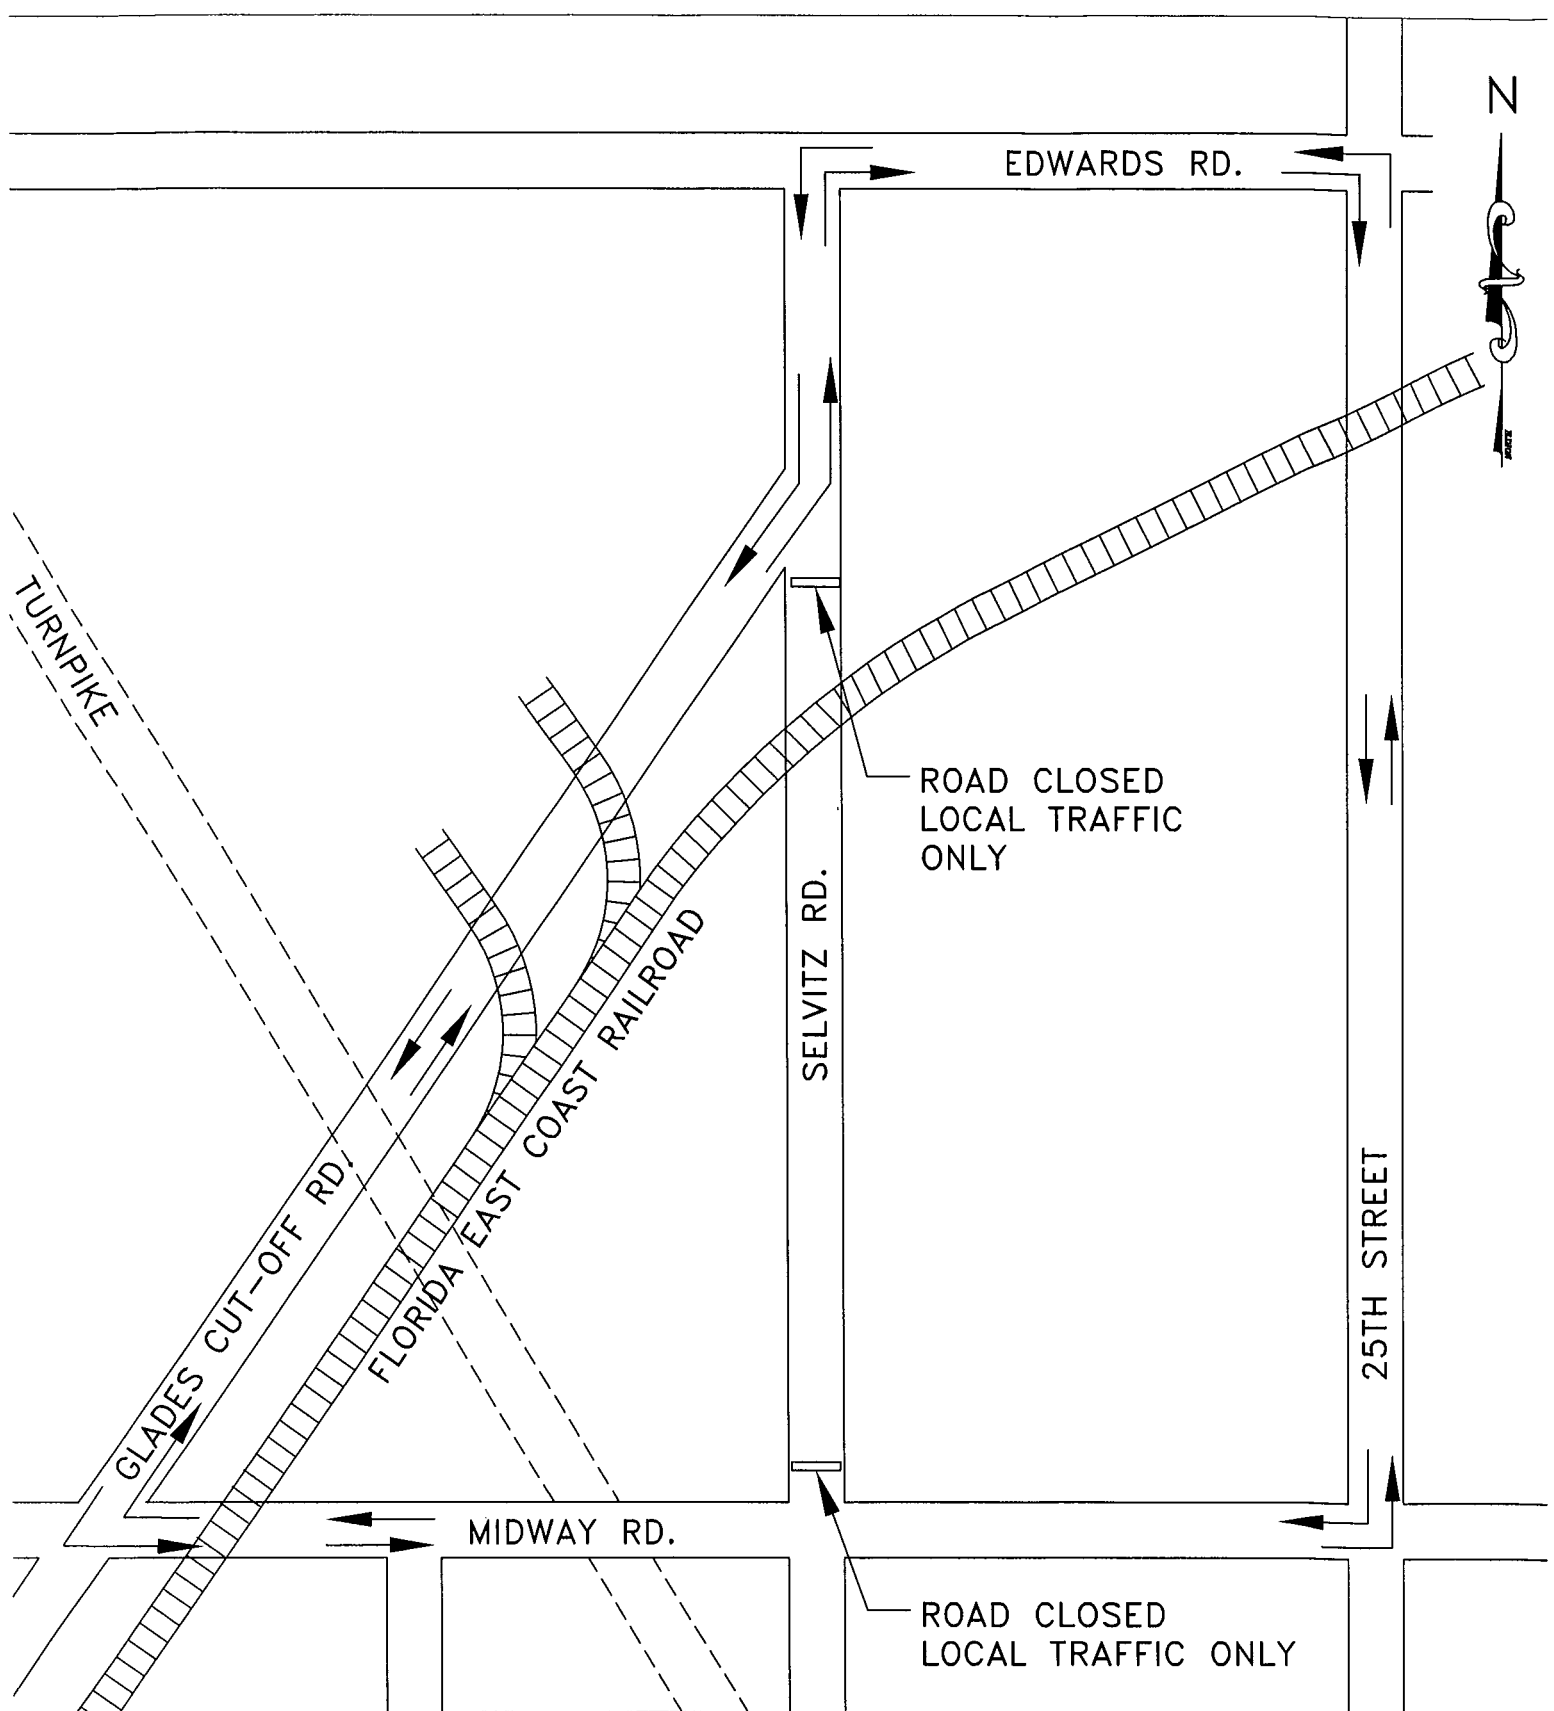 N
EDWARDS RD.
TURNPIKE
ROAD CLOSED
LOCAL TRAFFIC
ONLY
SELVITZ RD.
FLORIDA EAST COAST RAILROAD
GLADES CUT-OFF RD.
25TH STREET
MIDWAY RD.
ROAD CLOSED
LOCAL TRAFFIC ONLY